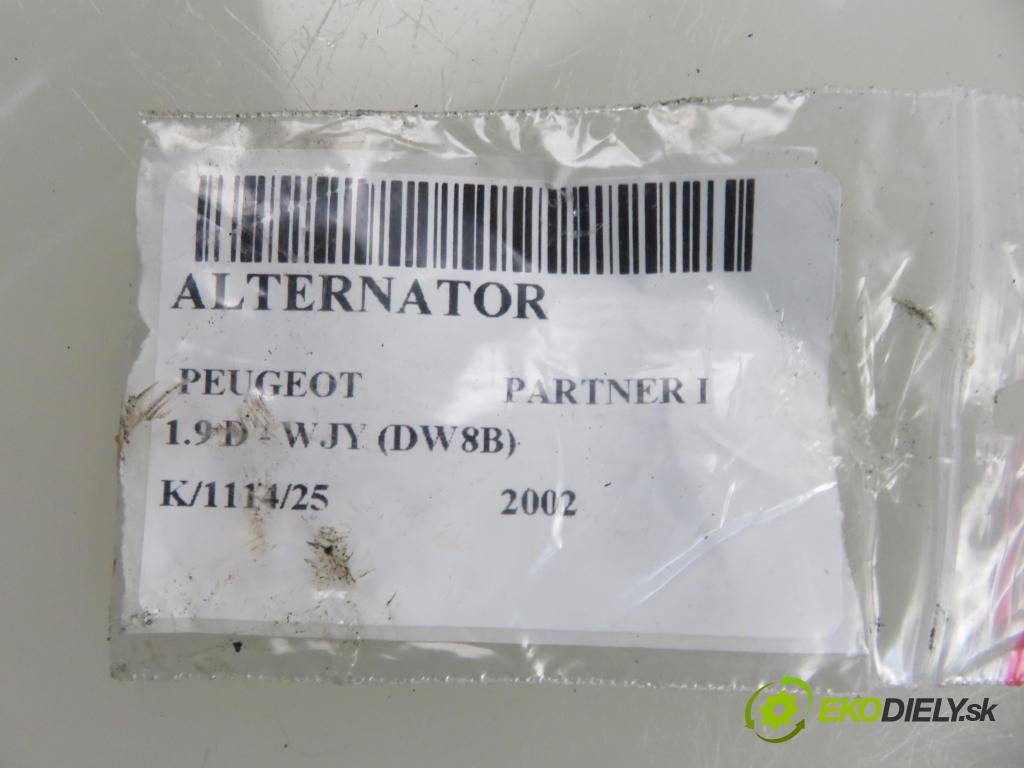 ALTERNATOR
PEUGEOT PARTNER I
1.9 D - WJY (DW8B)
K/1114/25 2002
EKODIELY.sk